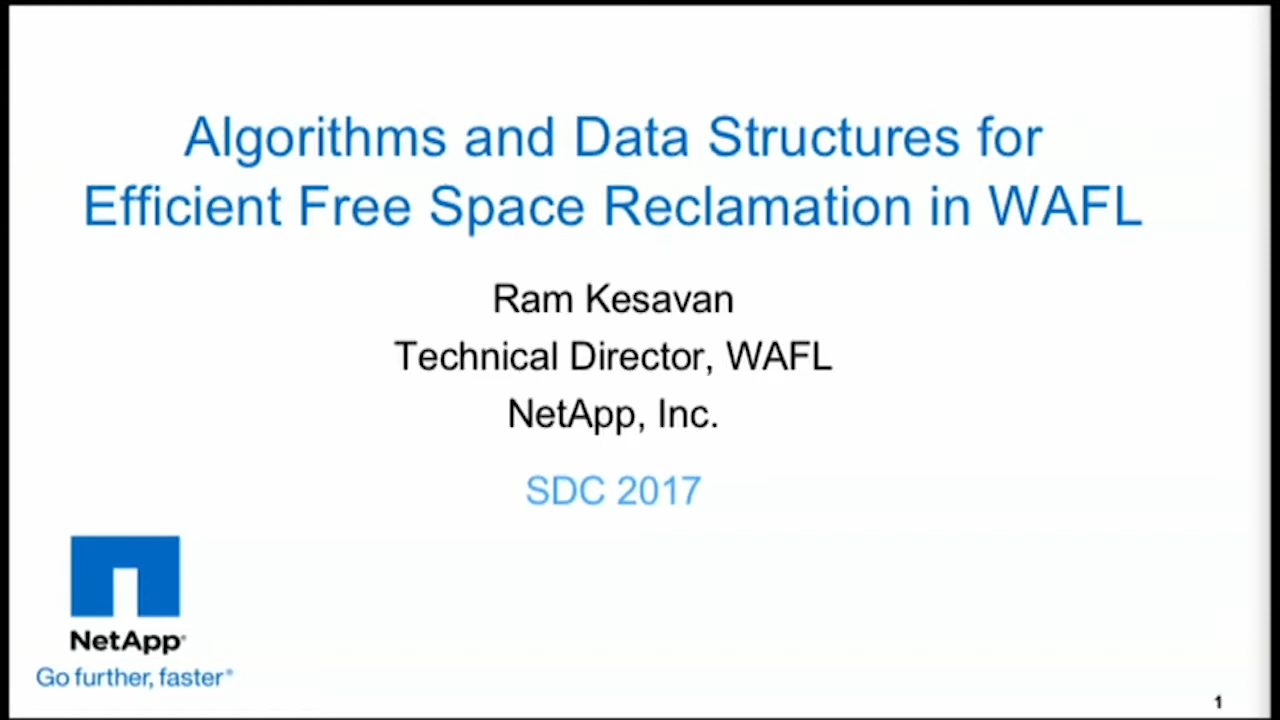 Algorithms and Data Structures for
Efficient Free Space Reclamation in WAFL
Ram Kesavan
Technical Director, WAFL
NetApp, Inc.
SDC 2017
NetApp®
Go further, faster®
1